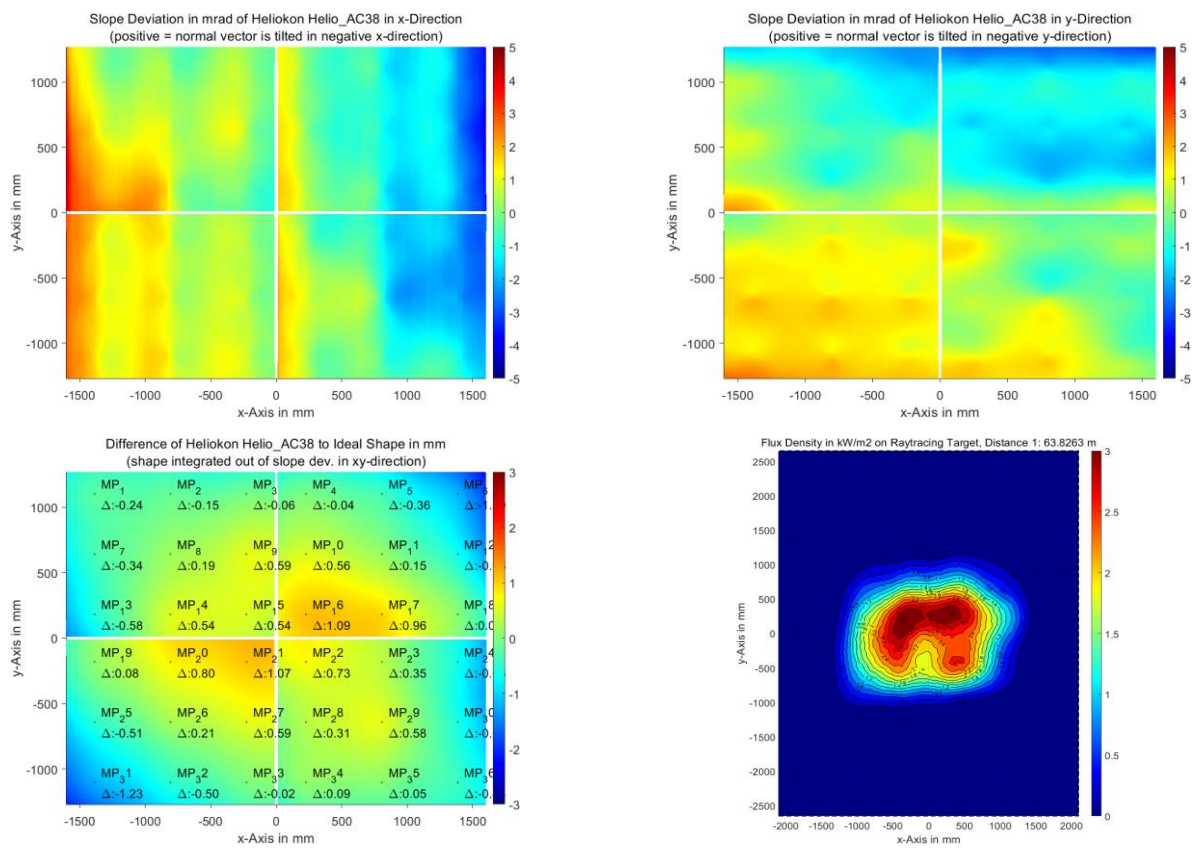 Slope Deviation in mrad of Heliokon Helio_AC38 in x-Direction
(positive = normal vector is tilted in negative x-direction)
y-Axis in mm
1000
500
0
-500
-1000
-1500 -1000 -500 0 500 1000 1500
x-Axis in mm
5
4
3
2
1
0
-1
-2
-3
-4
-5
Slope Deviation in mrad of Heliokon Helio_AC38 in y-Direction
(positive = normal vector is tilted in negative y-direction)
y-Axis in mm
1000
500
0
-500
-1000
-1500 -1000 -500 0 500 1000 1500
x-Axis in mm
5
4
3
2
1
0
-1
-2
-3
-4
-5
Difference of Heliokon Helio_AC38 to Ideal Shape in mm
(shape integrated out of slope dev. in xy-direction)
y-Axis in mm
1000
500
0
-500
-1000
MP1 MP2 MP3 MP4 MP5 MP6
Δ:-0.24 Δ:-0.15 Δ:-0.06 Δ:-0.04 Δ:-0.36
MP7 MP8 MP9 MP10 MP11 MP12
Δ:-0.34 Δ:0.19 Δ:0.59 Δ:0.56 Δ:0.15
MP13 MP14 MP15 MP16 MP17 MP18
Δ:-0.58 Δ:0.54 Δ:0.54 Δ:1.09 Δ:0.96
MP19 MP20 MP21 MP22 MP23
Δ:0.08 Δ:0.80 Δ:1.07 Δ:0.73 Δ:0.35
MP25 MP26 MP27 MP28 MP29
Δ:-0.51 Δ:0.21 Δ:0.59 Δ:0.31 Δ:0.58
MP31 MP32 MP33 MP34 MP35
Δ:-1.23 Δ:-0.50 Δ:-0.02 Δ:0.09 Δ:0.05
-1500 -1000 -500 0 500 1000 1500
x-Axis in mm
3
2
1
0
-1
-2
-3
Flux Density in kW/m2 on Raytracing Target, Distance 1: 63.8263 m
y-Axis in mm
2500
2000
1500
1000
500
0
-500
-1000
-1500
-2000
-2500
-2000 -1500 -1000 -500 0 500 1000 1500 2000
x-Axis in mm
3
2.5
2
1.5
1
0.5
0